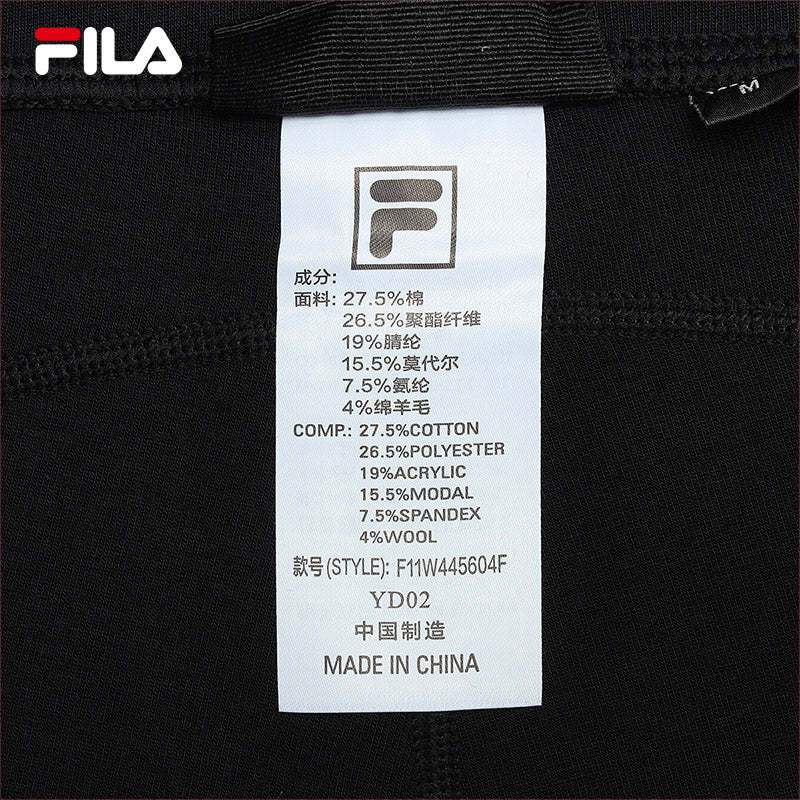 FILA
M
成分:
面料: 27.5%棉
26.5%聚酯纤维
19%腈纶
15.5%莫代尔
7.5%氨纶
4%绵羊毛
COMP.: 27.5%COTTON
26.5%POLYESTER
19%ACRYLIC
15.5%MODAL
7.5%SPANDEX
4%WOOL
款号(STYLE): F11W445604F
YD02
中国制造
MADE IN CHINA